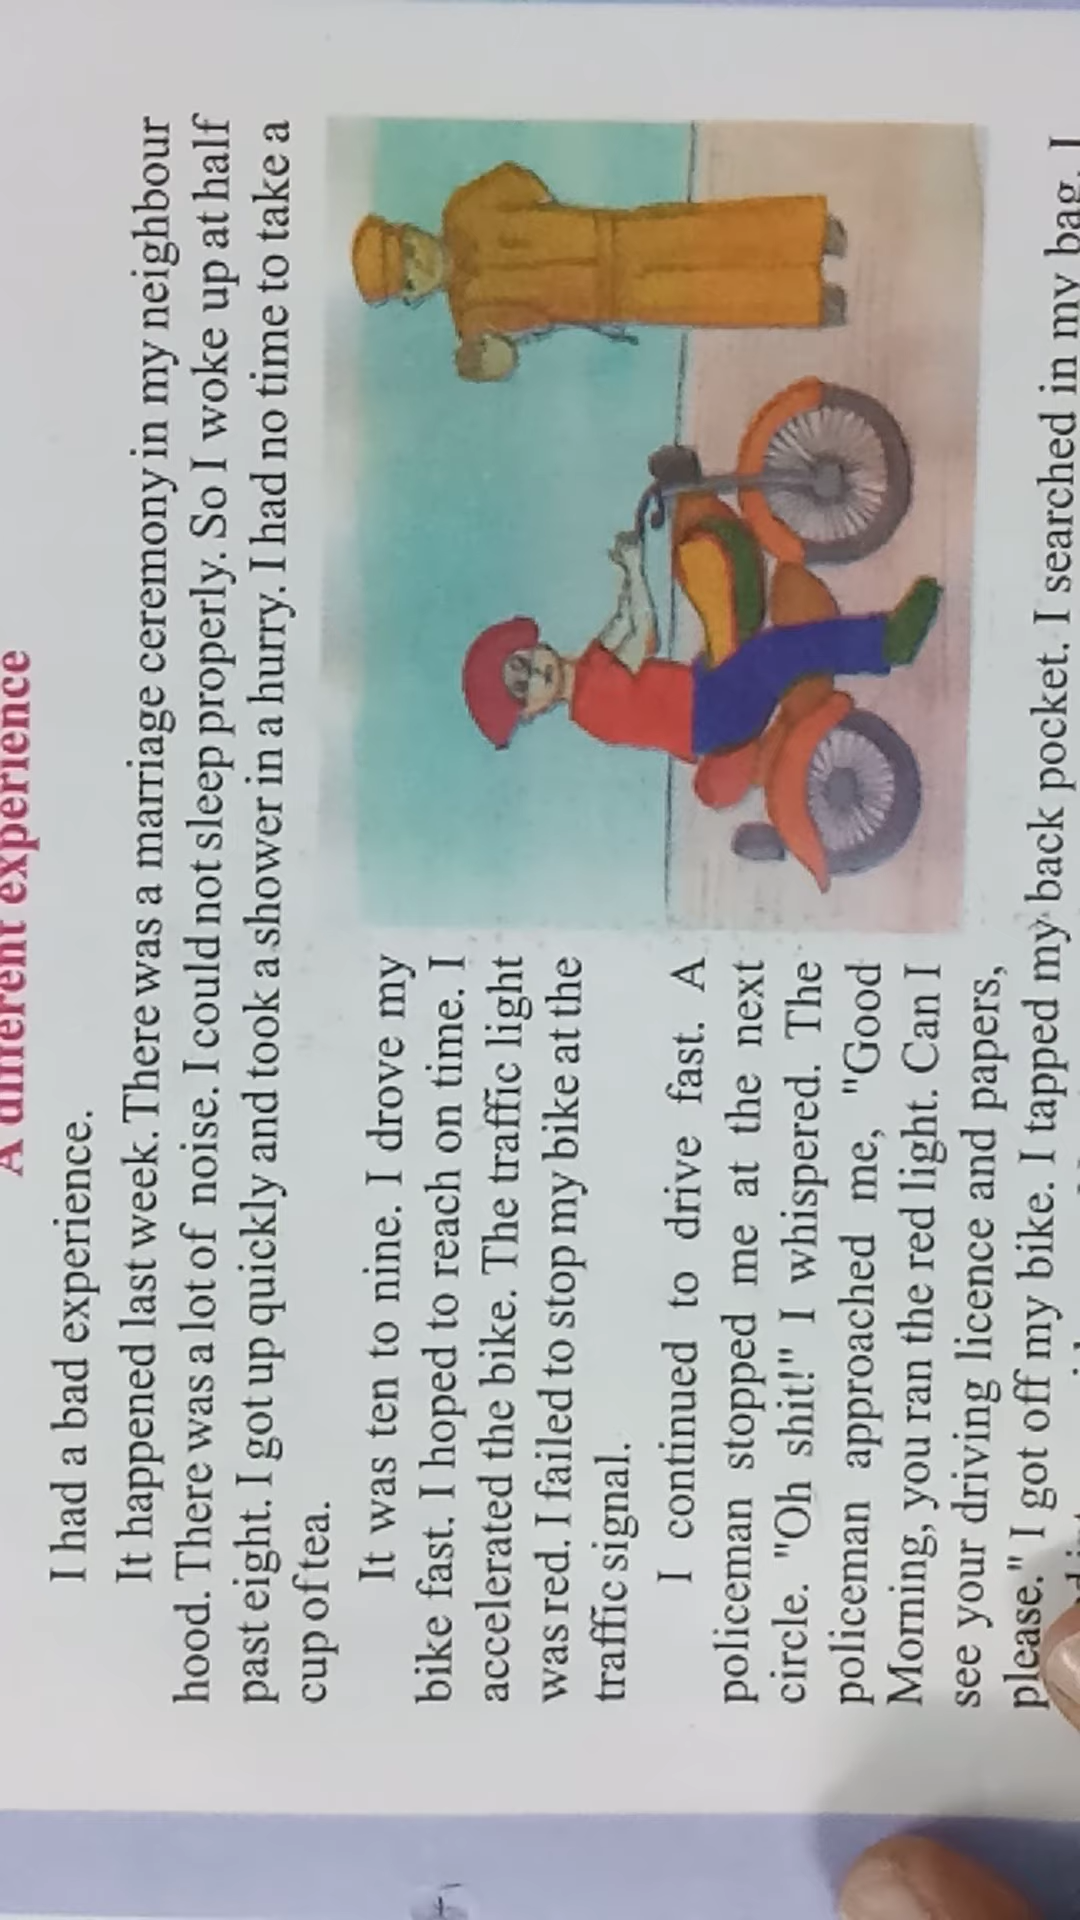 A different experience
I had a bad experience.
It happened last week. There was a marriage ceremony in my neighbour
hood. There was a lot of noise. I could not sleep properly. So I woke up at half
past eight. I got up quickly and took a shower in a hurry. I had no time to take a
cup of tea.
It was ten to nine. I drove my
bike fast. I hoped to reach on time. I
accelerated the bike. The traffic light
was red. I failed to stop my bike at the
traffic signal.
I continued to drive fast. A
policeman stopped me at the next
circle. "Oh shit!" I whispered. The
policeman approached me, "Good
Morning, you ran the red light. Can I
see your driving licence and papers,
please." I got off my bike. I tapped my back pocket. I searched in my bag. I